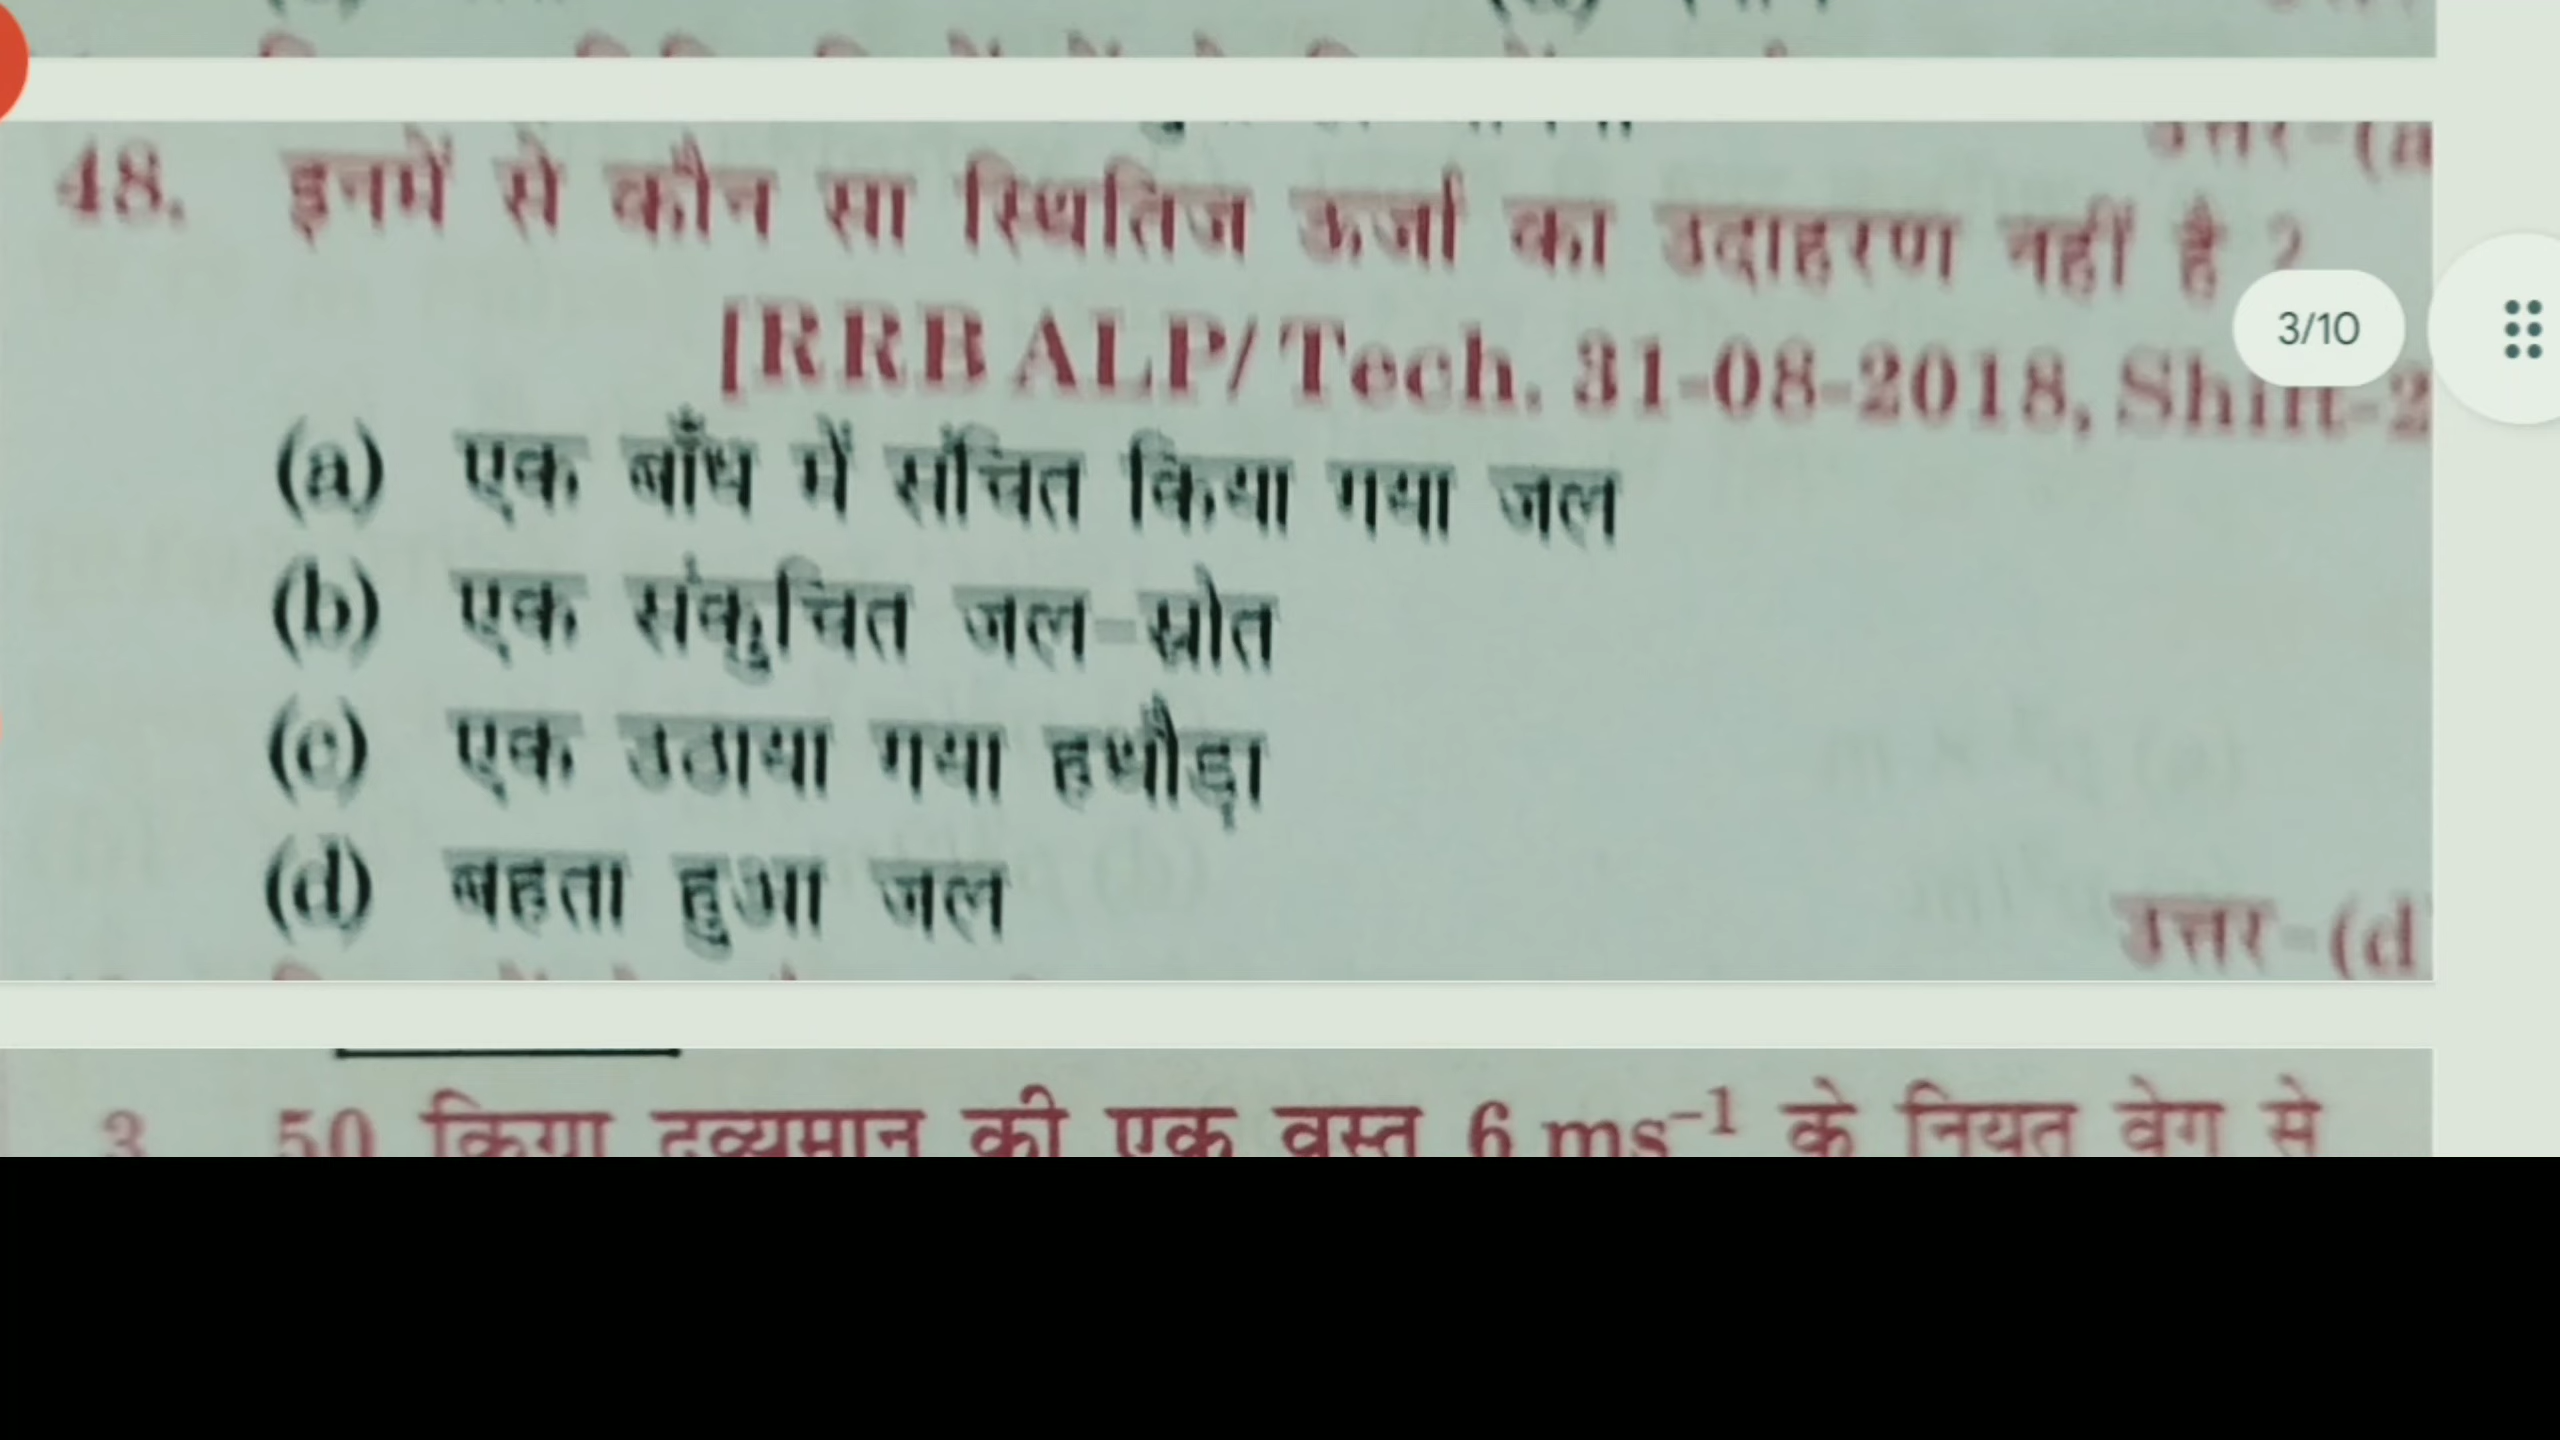 48. इनमें से कौन सा स्थितिज ऊर्जा का उदाहरण नहीं है ?
3/10
[RRB ALP/Tech. 31-08-2018, Shift-2
(a) एक बाँध में संचित किया गया जल
(b) एक संकुचित जल-स्रोत
(c) एक उठाया गया हथौड़ा
(d) बहता हुआ जल
उत्तर-(d
3 50 किग्रा द्रव्यमान की एक वस्तु 6 ms⁻¹ के नियत वेग से